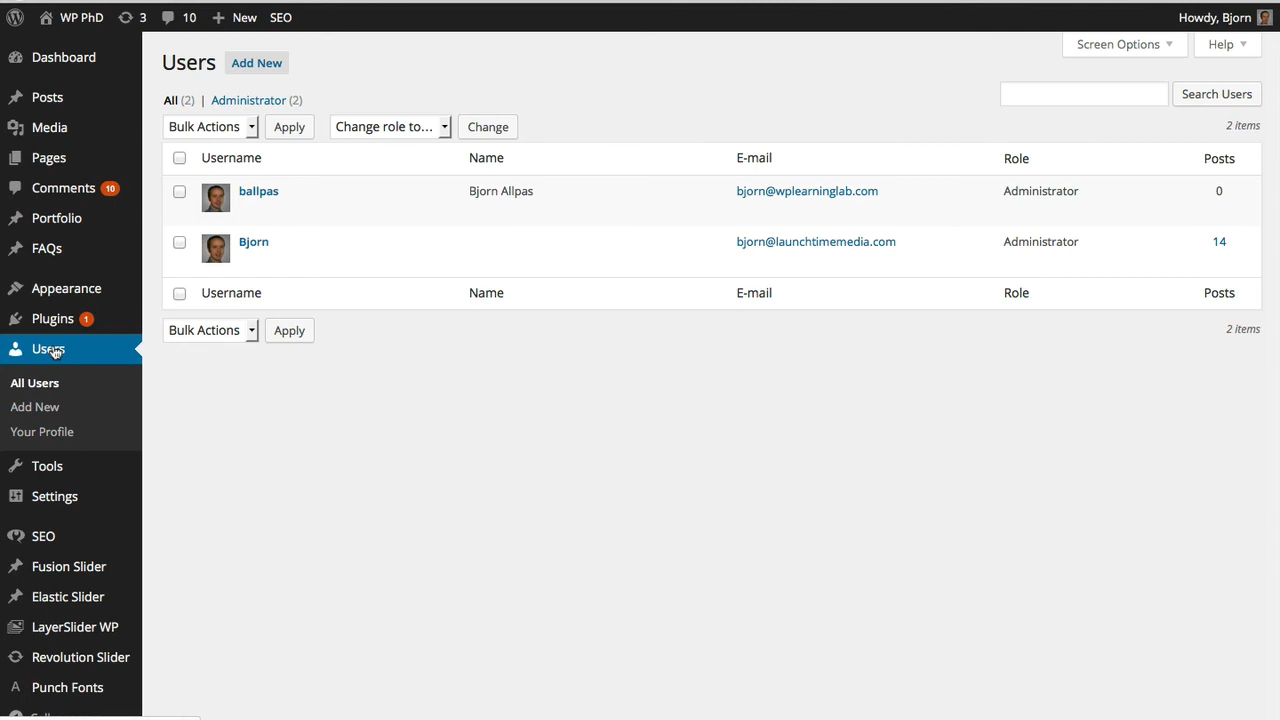 WP PhD 3 10 New SEO Howdy, Bjorn
Dashboard
Posts
Media
Pages
Comments 10
Portfolio
FAQs
Appearance
Plugins 1
Users
All Users
Add New
Your Profile
Tools
Settings
SEO
Fusion Slider
Elastic Slider
LayerSlider WP
Revolution Slider
Punch Fonts
Screen Options Help
Users Add New
All (2) | Administrator (2)
Search Users
Bulk Actions Apply Change role to... Change 2 items
Username Name E-mail Role Posts
ballpas Bjorn Allpas bjorn@wplearninglab.com Administrator 0
Bjorn bjorn@launchtimemedia.com Administrator 14
Username Name E-mail Role Posts
Bulk Actions Apply 2 items